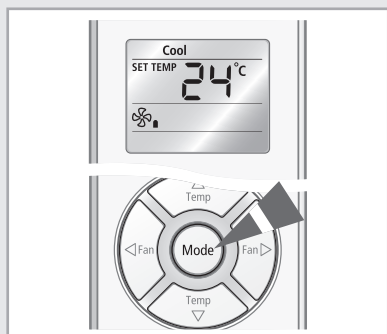 Cool
SET TEMP 24°C
Temp
Fan Mode Fan
Temp